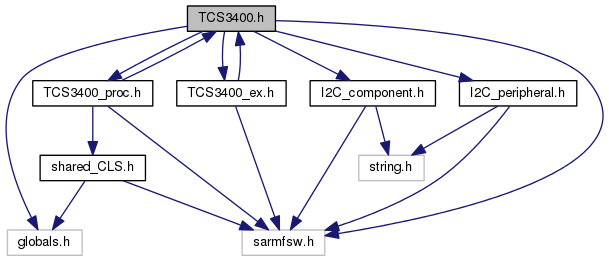 TCS3400.h
TCS3400_proc.h
TCS3400_ex.h
I2C_component.h
I2C_peripheral.h
shared_CLS.h
string.h
globals.h
sarmfsw.h